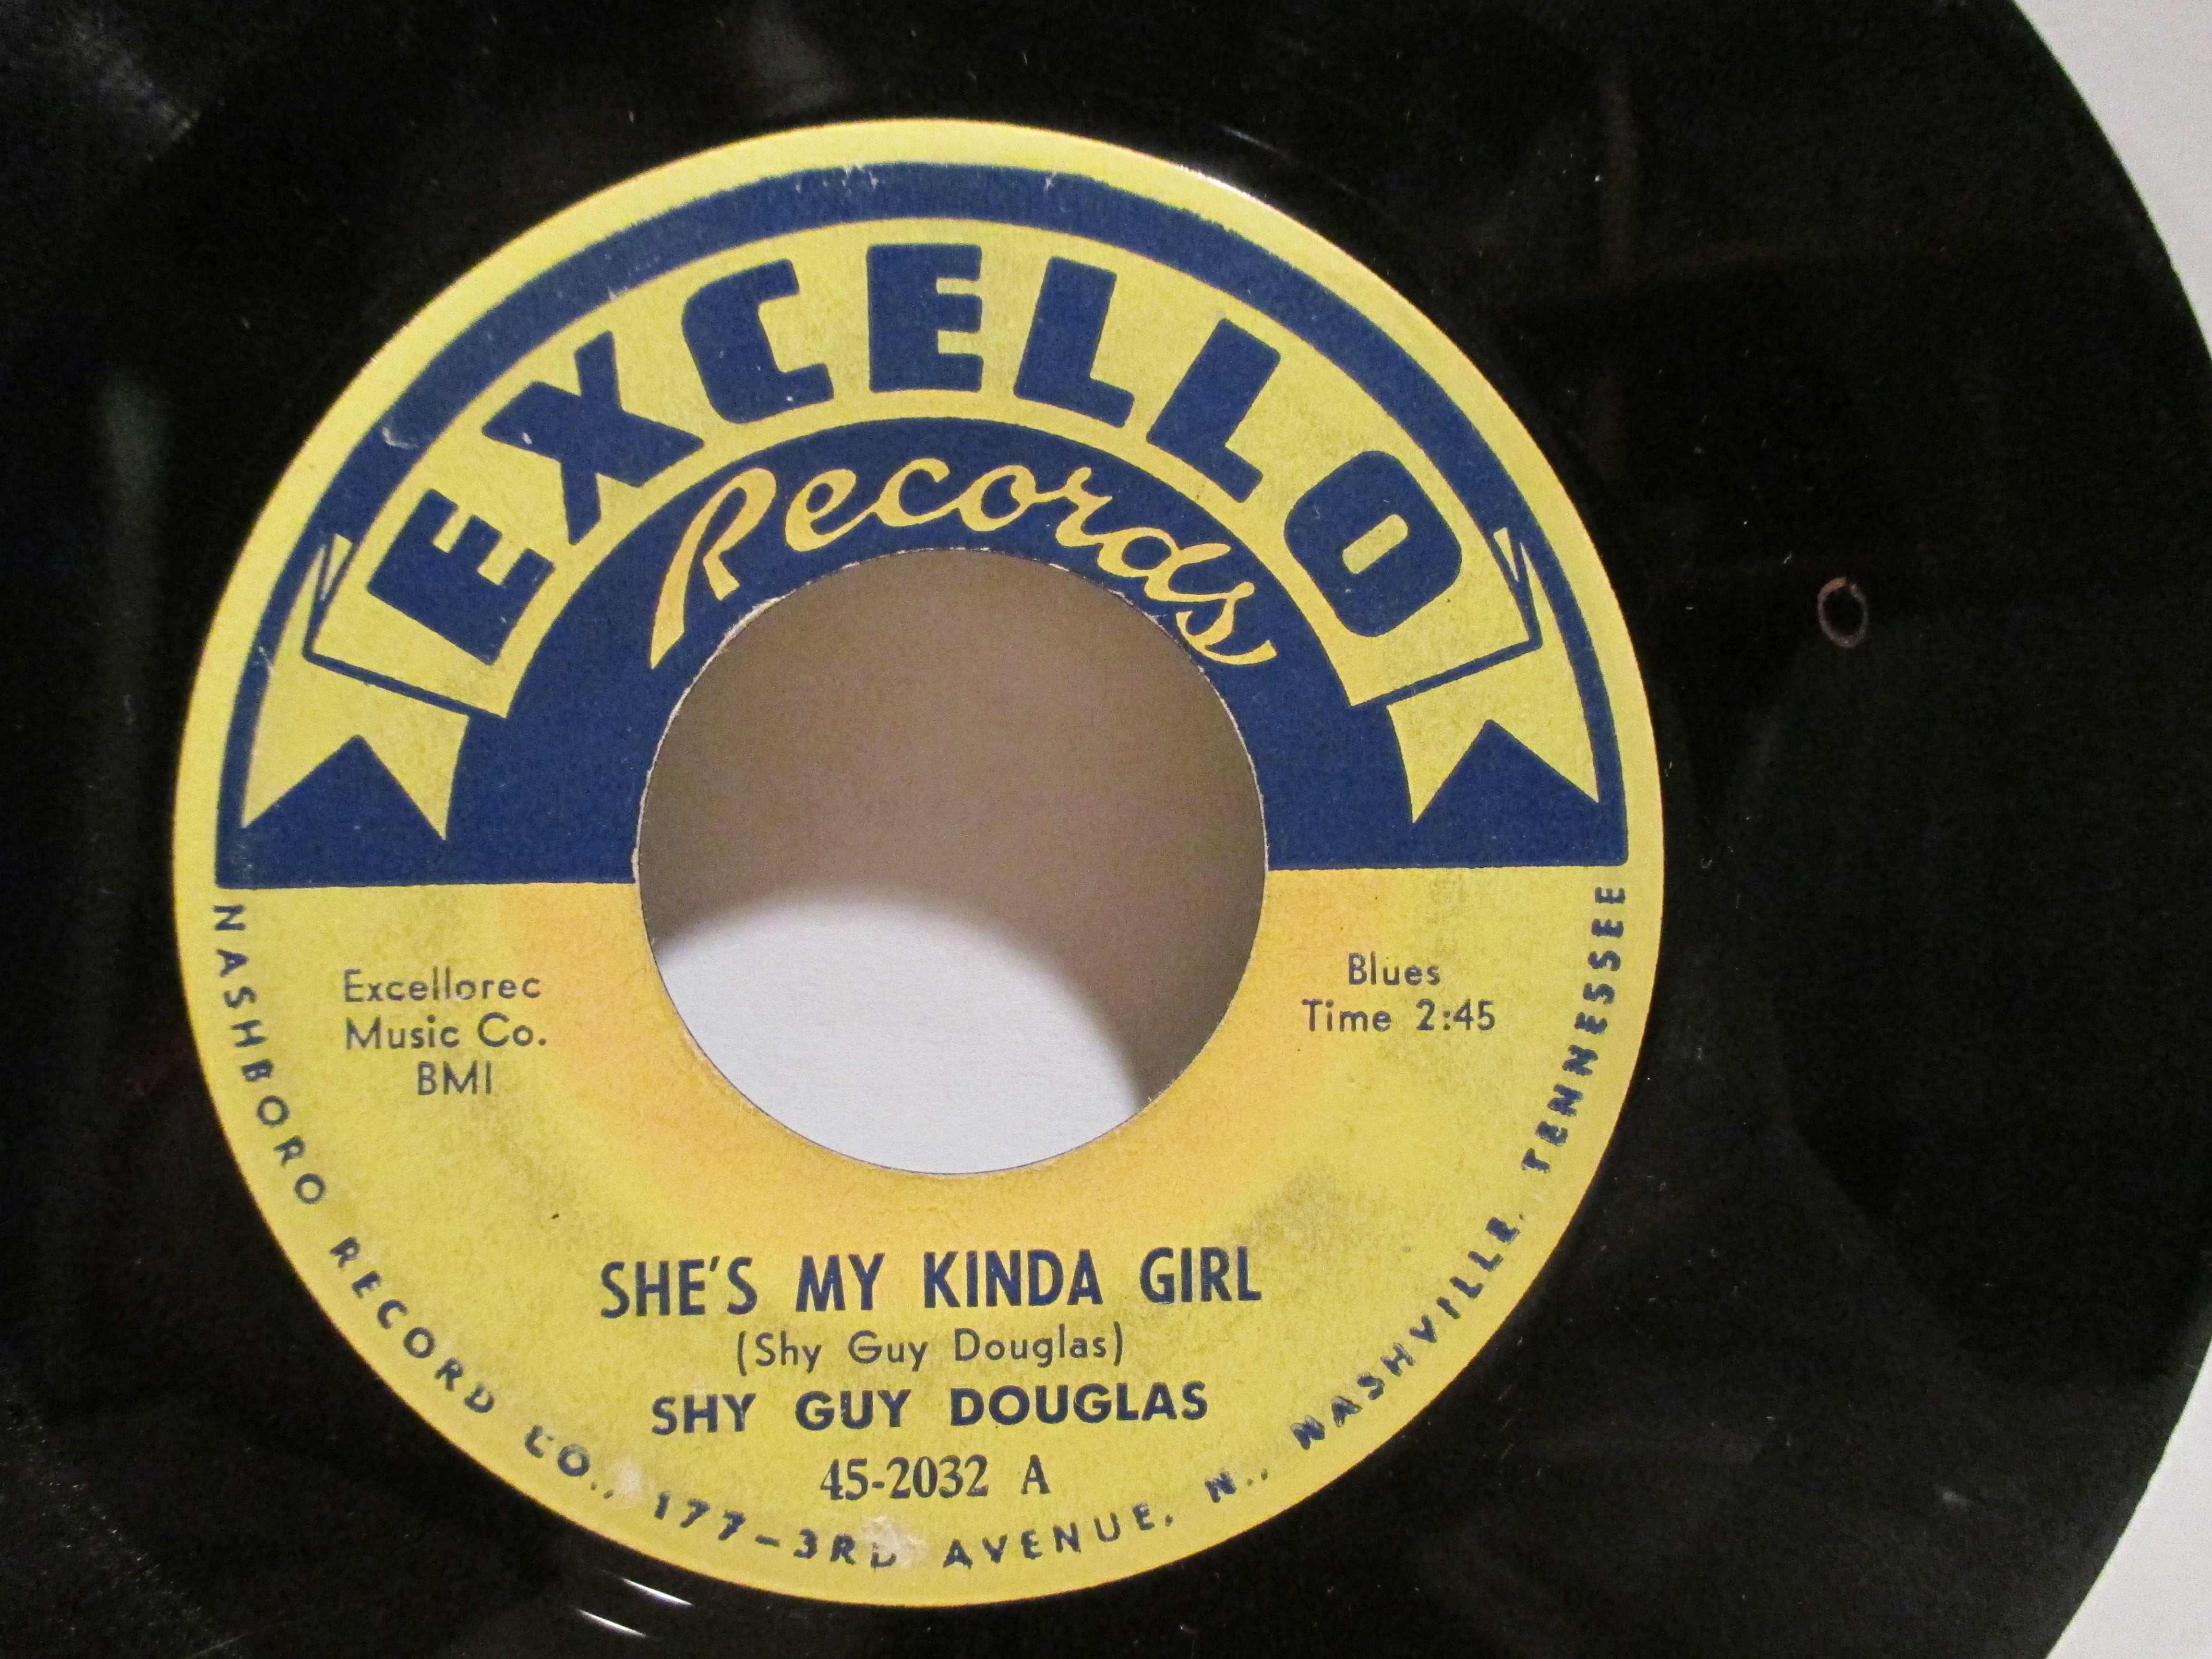 EXCELLO
Records
Excellorec
Music Co.
BMI
Blues
Time 2:45
SHE'S MY KINDA GIRL
(Shy Guy Douglas)
SHY GUY DOUGLAS
45-2032 A
NASHBORO RECORD CO., 177-3RD AVENUE, N., NASHVILLE, TENNESSEE